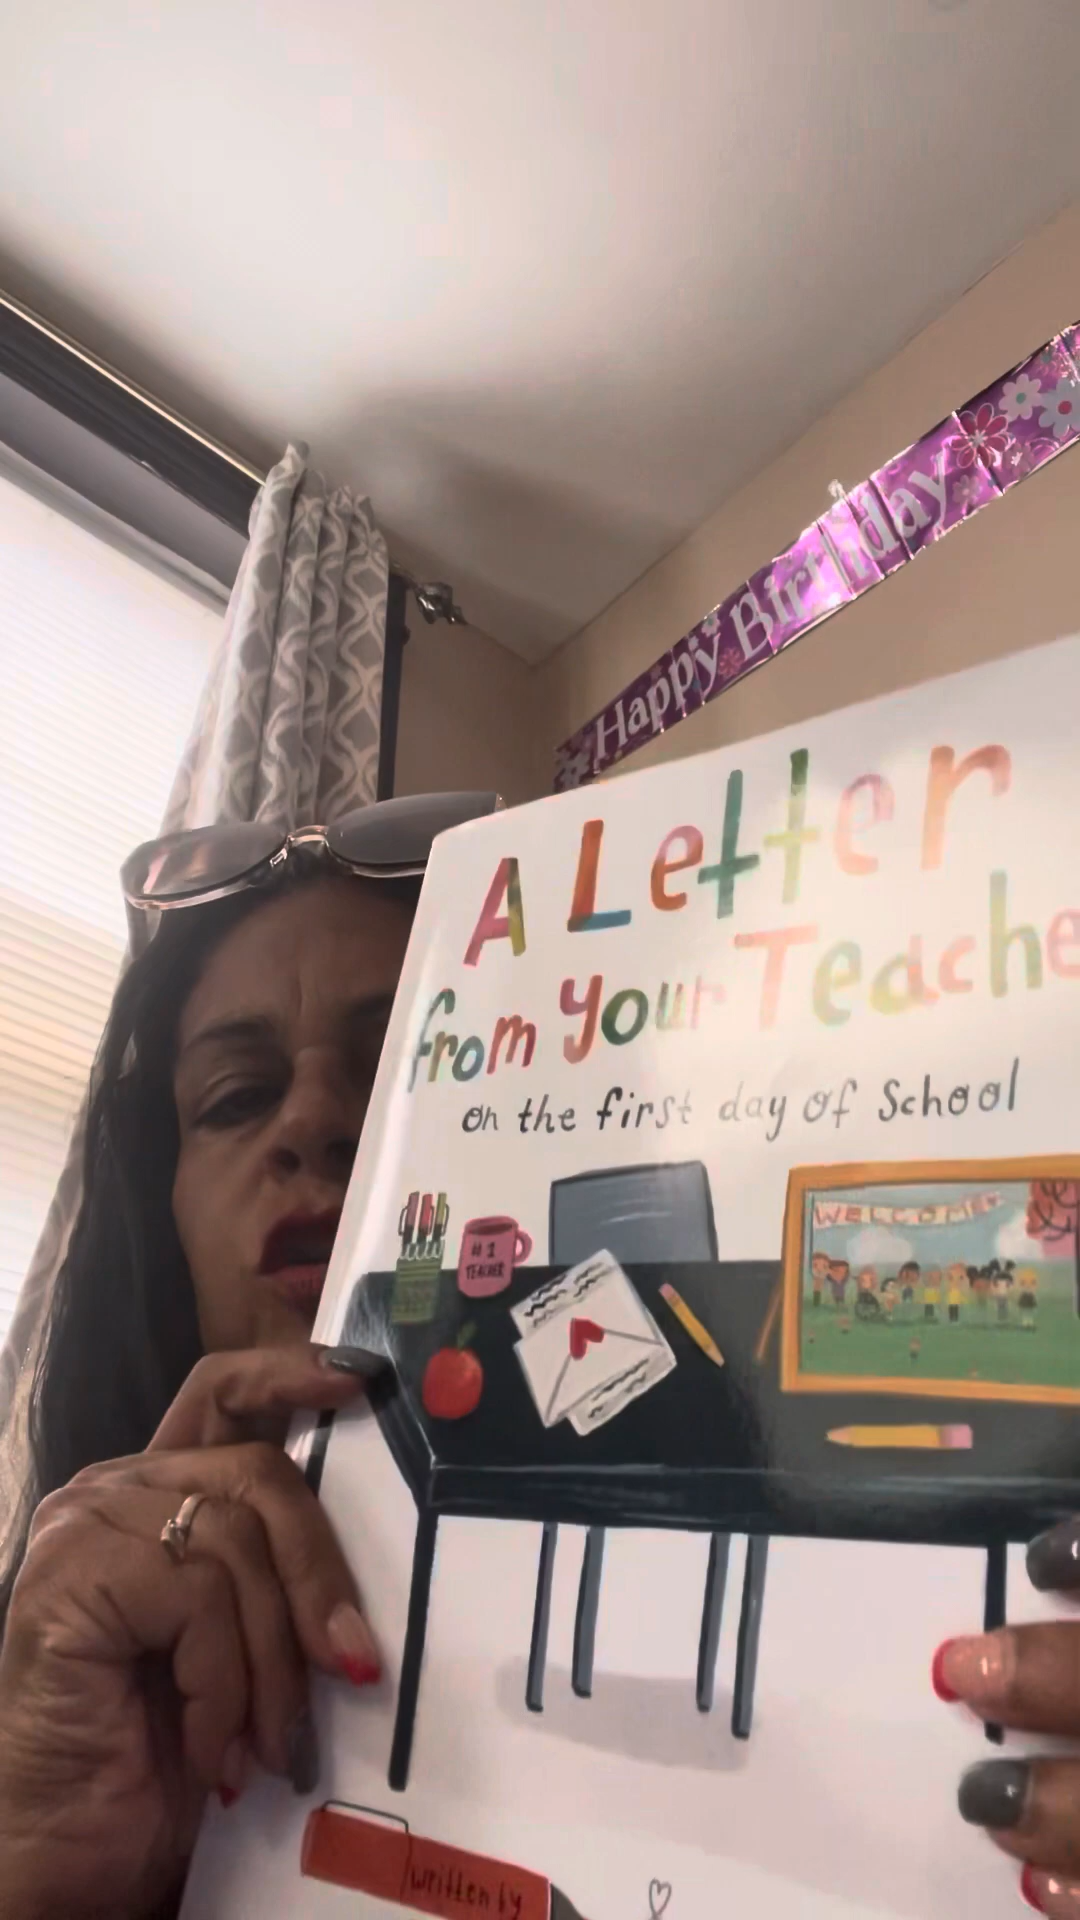 Happy Birthday
A Letter
from your Teache
on the first day of School
WELCOME
#1
TEACHER
written by